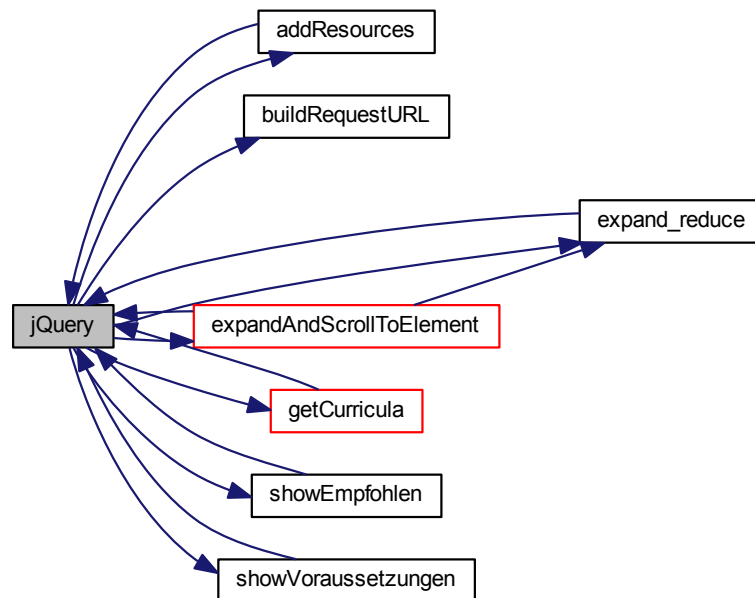 addResources
buildRequestURL
expand_reduce
jQuery
expandAndScrollToElement
getCurricula
showEmpfohlen
showVoraussetzungen